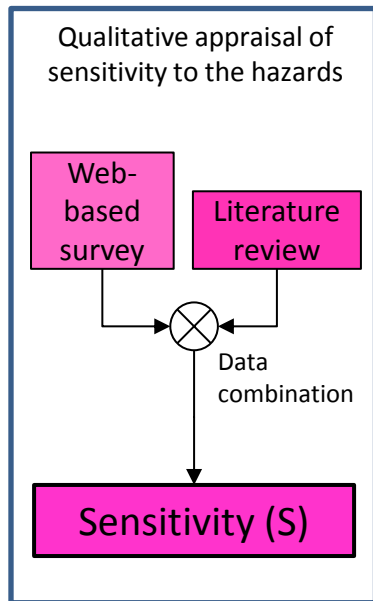 Qualitative appraisal of
sensitivity to the hazards
Web-
based
survey
Literature
review
Data
combination
Sensitivity (S)